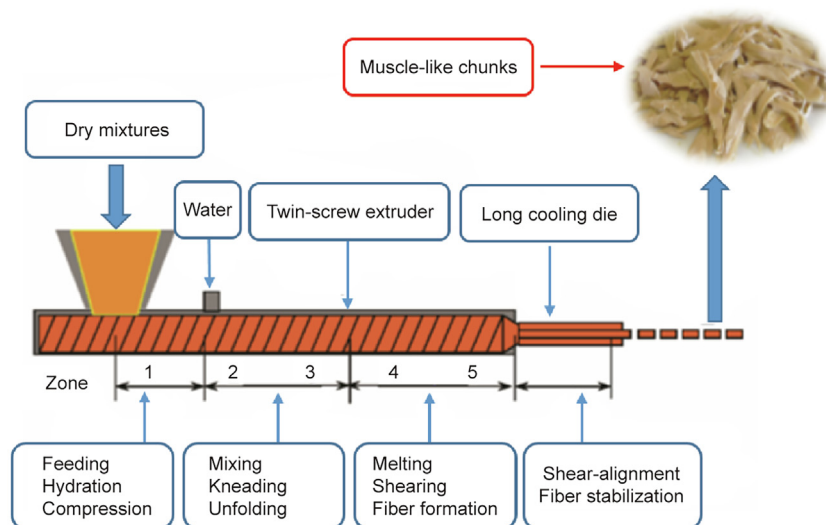 Muscle-like chunks
Dry mixtures
Water
Twin-screw extruder
Long cooling die
Zone
1
2
3
4
5
Feeding
Hydration
Compression
Mixing
Kneading
Unfolding
Melting
Shearing
Fiber formation
Shear-alignment
Fiber stabilization